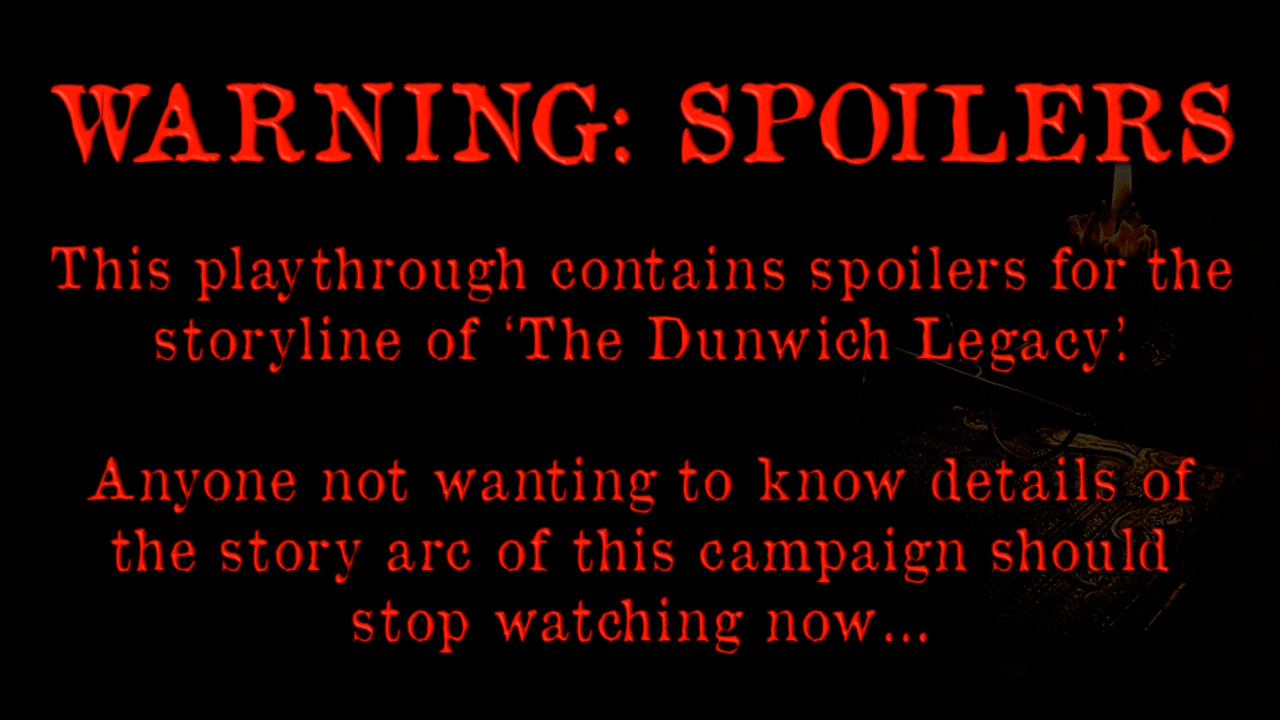 WARNING: SPOILERS
This playthrough contains spoilers for the
storyline of ‘The Dunwich Legacy’.
Anyone not wanting to know details of
the story arc of this campaign should
stop watching now...